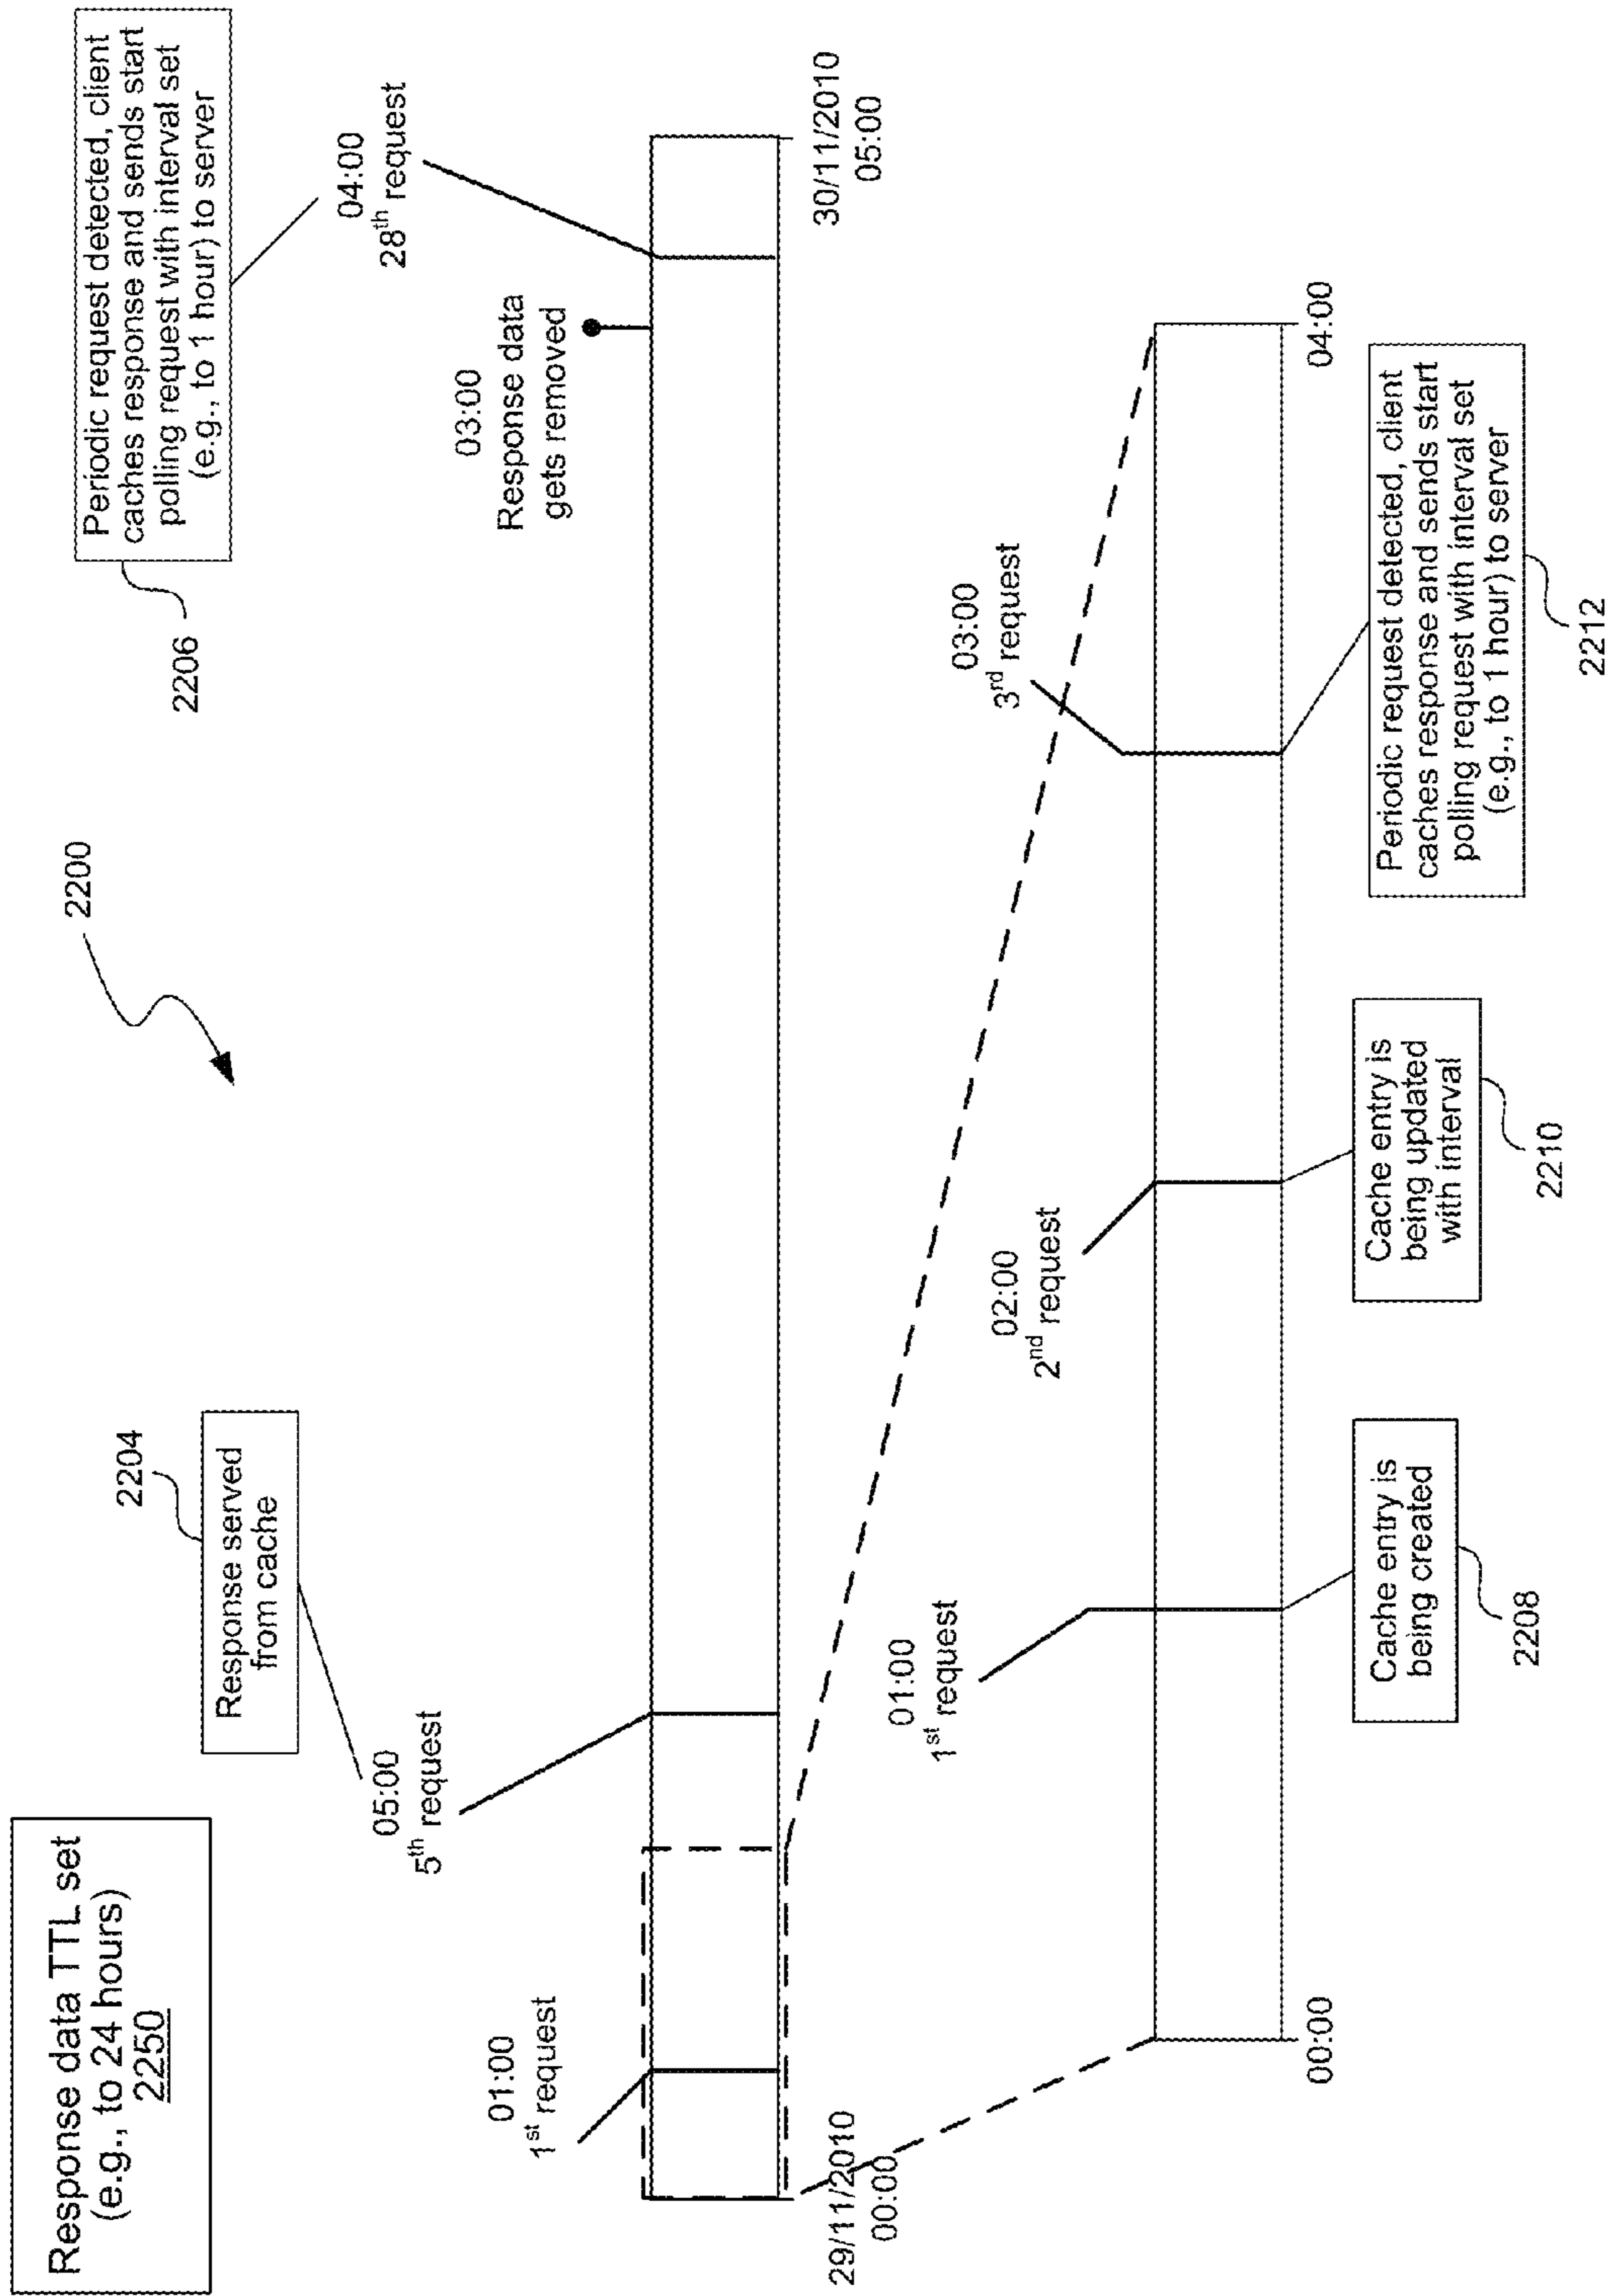 Response data TTL set
(e.g., to 24 hours)
2250
2200
2204
Response served
from cache
2206
Periodic request detected, client
caches response and sends start
polling request with interval set
(e.g., to 1 hour) to server
01:00
1st request
05:00
5th request
03:00
Response data
gets removed
04:00
28th request
29/11/2010
00:00
30/11/2010
05:00
01:00
1st request
02:00
2nd request
03:00
3rd request
00:00
04:00
Cache entry is
being created
2208
Cache entry is
being updated
with interval
2210
Periodic request detected, client
caches response and sends start
polling request with interval set
(e.g., to 1 hour) to server
2212